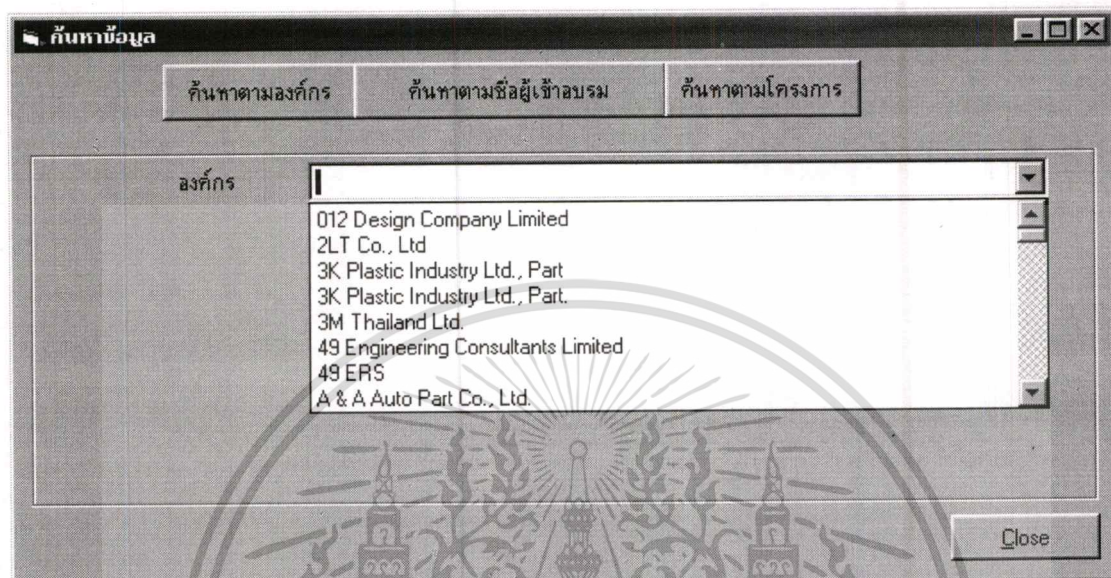 ค้นหาข้อมูล
ค้นหาตามองค์กร ค้นหาตามชื่อผู้เข้าอบรม ค้นหาตามโครงการ
องค์กร
012 Design Company Limited
2LT Co., Ltd
3K Plastic Industry Ltd., Part
3K Plastic Industry Ltd., Part.
3M Thailand Ltd.
49 Engineering Consultants Limited
49 ERS
A & A Auto Part Co., Ltd.
Close